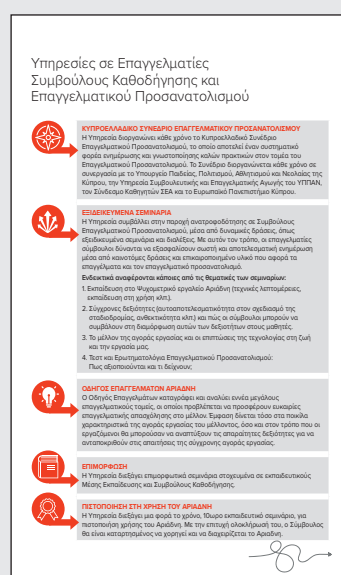 Υπηρεσίες σε Επαγγελματίες
Συμβούλους Καθοδήγησης και
Επαγγελματικού Προσανατολισμού
ΚΥΠΡΟΕΛΛΑΔΙΚΟ ΣΥΝΕΔΡΙΟ ΕΠΑΓΓΕΛΜΑΤΙΚΟΥ ΠΡΟΣΑΝΑΤΟΛΙΣΜΟΥ
Η Υπηρεσία διοργανώνει κάθε χρόνο το Κυπροελλαδικό Συνέδριο
Επαγγελματικού Προσανατολισμού, το οποίο αποτελεί έναν συστηματικό
φορέα ενημέρωσης και γνωστοποίησης καλών πρακτικών στον τομέα του
Επαγγελματικού Προσανατολισμού. Το Συνέδριο διοργανώνεται κάθε χρόνο σε
συνεργασία με το Υπουργείο Παιδείας, Πολιτισμού, Αθλητισμού και Νεολαίας της
Κύπρου, την Υπηρεσία Συμβουλευτικής και Επαγγελματικής Αγωγής του ΥΠΠΑΝ,
τον Σύνδεσμο Καθηγητών ΣΕΑ και το Ευρωπαϊκό Πανεπιστήμιο Κύπρου.
ΕΞΙΔΕΙΚΕΥΜΕΝΑ ΣΕΜΙΝΑΡΙΑ
Η Υπηρεσία συμβάλλει στην παροχή ανατροφοδότησης σε Συμβούλους
Επαγγελματικού Προσανατολισμού, μέσα από δυναμικές δράσεις, όπως
εξειδικευμένα σεμινάρια και διαλέξεις. Με αυτόν τον τρόπο, οι επαγγελματίες
σύμβουλοι δύνανται να εξασφαλίσουν σωστή και αποτελεσματική ενημέρωση
μέσα από καινοτόμες δράσεις και επικαιροποιημένο υλικό που αφορά τα
επαγγέλματα και τον επαγγελματικό προσανατολισμό.
Ενδεικτικά αναφέρονται κάποιες από τις θεματικές των σεμιναρίων:
1. Εκπαίδευση στο Ψυχομετρικό εργαλείο Αριάδνη (τεχνικές λεπτομέρειες,
εκπαίδευση στη χρήση κλπ.).
2. Σύγχρονες δεξιότητες (αυτοαποτελεσματικότητα στον σχεδιασμό της
σταδιοδρομίας, ανθεκτικότητα κλπ.) και πώς οι σύμβουλοι μπορούν να
συμβάλουν στη διαμόρφωση αυτών των δεξιοτήτων στους μαθητές.
3. Το μέλλον της αγοράς εργασίας και οι επιπτώσεις της τεχνολογίας στη ζωή
και την εργασία μας.
4. Τεστ και Ερωτηματολόγια Επαγγελματικού Προσανατολισμού:
Πως αξιοποιούνται και τι δείχνουν;
ΟΔΗΓΟΣ ΕΠΑΓΓΕΛΜΑΤΩΝ ΑΡΙΑΔΝΗ
Ο Οδηγός Επαγγελμάτων καταγράφει και αναλύει εννέα μεγάλους
επαγγελματικούς τομείς, οι οποίοι προβλέπεται να προσφέρουν ευκαιρίες
επαγγελματικής απασχόλησης στο μέλλον. Έμφαση δίνεται τόσο στα ποικίλα
χαρακτηριστικά της αγοράς εργασίας του μέλλοντος, όσο και στον τρόπο που οι
εργαζόμενοι θα μπορούσαν να αναπτύξουν τις απαραίτητες δεξιότητες για να
ανταποκριθούν στις απαιτήσεις της σύγχρονης αγοράς εργασίας.
ΕΠΙΜΟΡΦΩΣΗ
Η Υπηρεσία διεξάγει επιμορφωτικά σεμινάρια στοχευμένα σε εκπαιδευτικούς
Μέσης Εκπαίδευσης και Συμβούλους Καθοδήγησης.
ΠΙΣΤΟΠΟΙΗΣΗ ΣΤΗ ΧΡΗΣΗ ΤΟΥ ΑΡΙΑΔΝΗ
Η Υπηρεσία διεξάγει μια φορά το χρόνο, 10ωρο εκπαιδευτικό σεμινάριο, για
πιστοποίηση χρήσης του Αριάδνη. Με την επιτυχή ολοκλήρωσή του, ο Σύμβουλος
θα είναι καταρτησμένος να χορηγεί και να διαχειρίζεται το Αριάδνη.